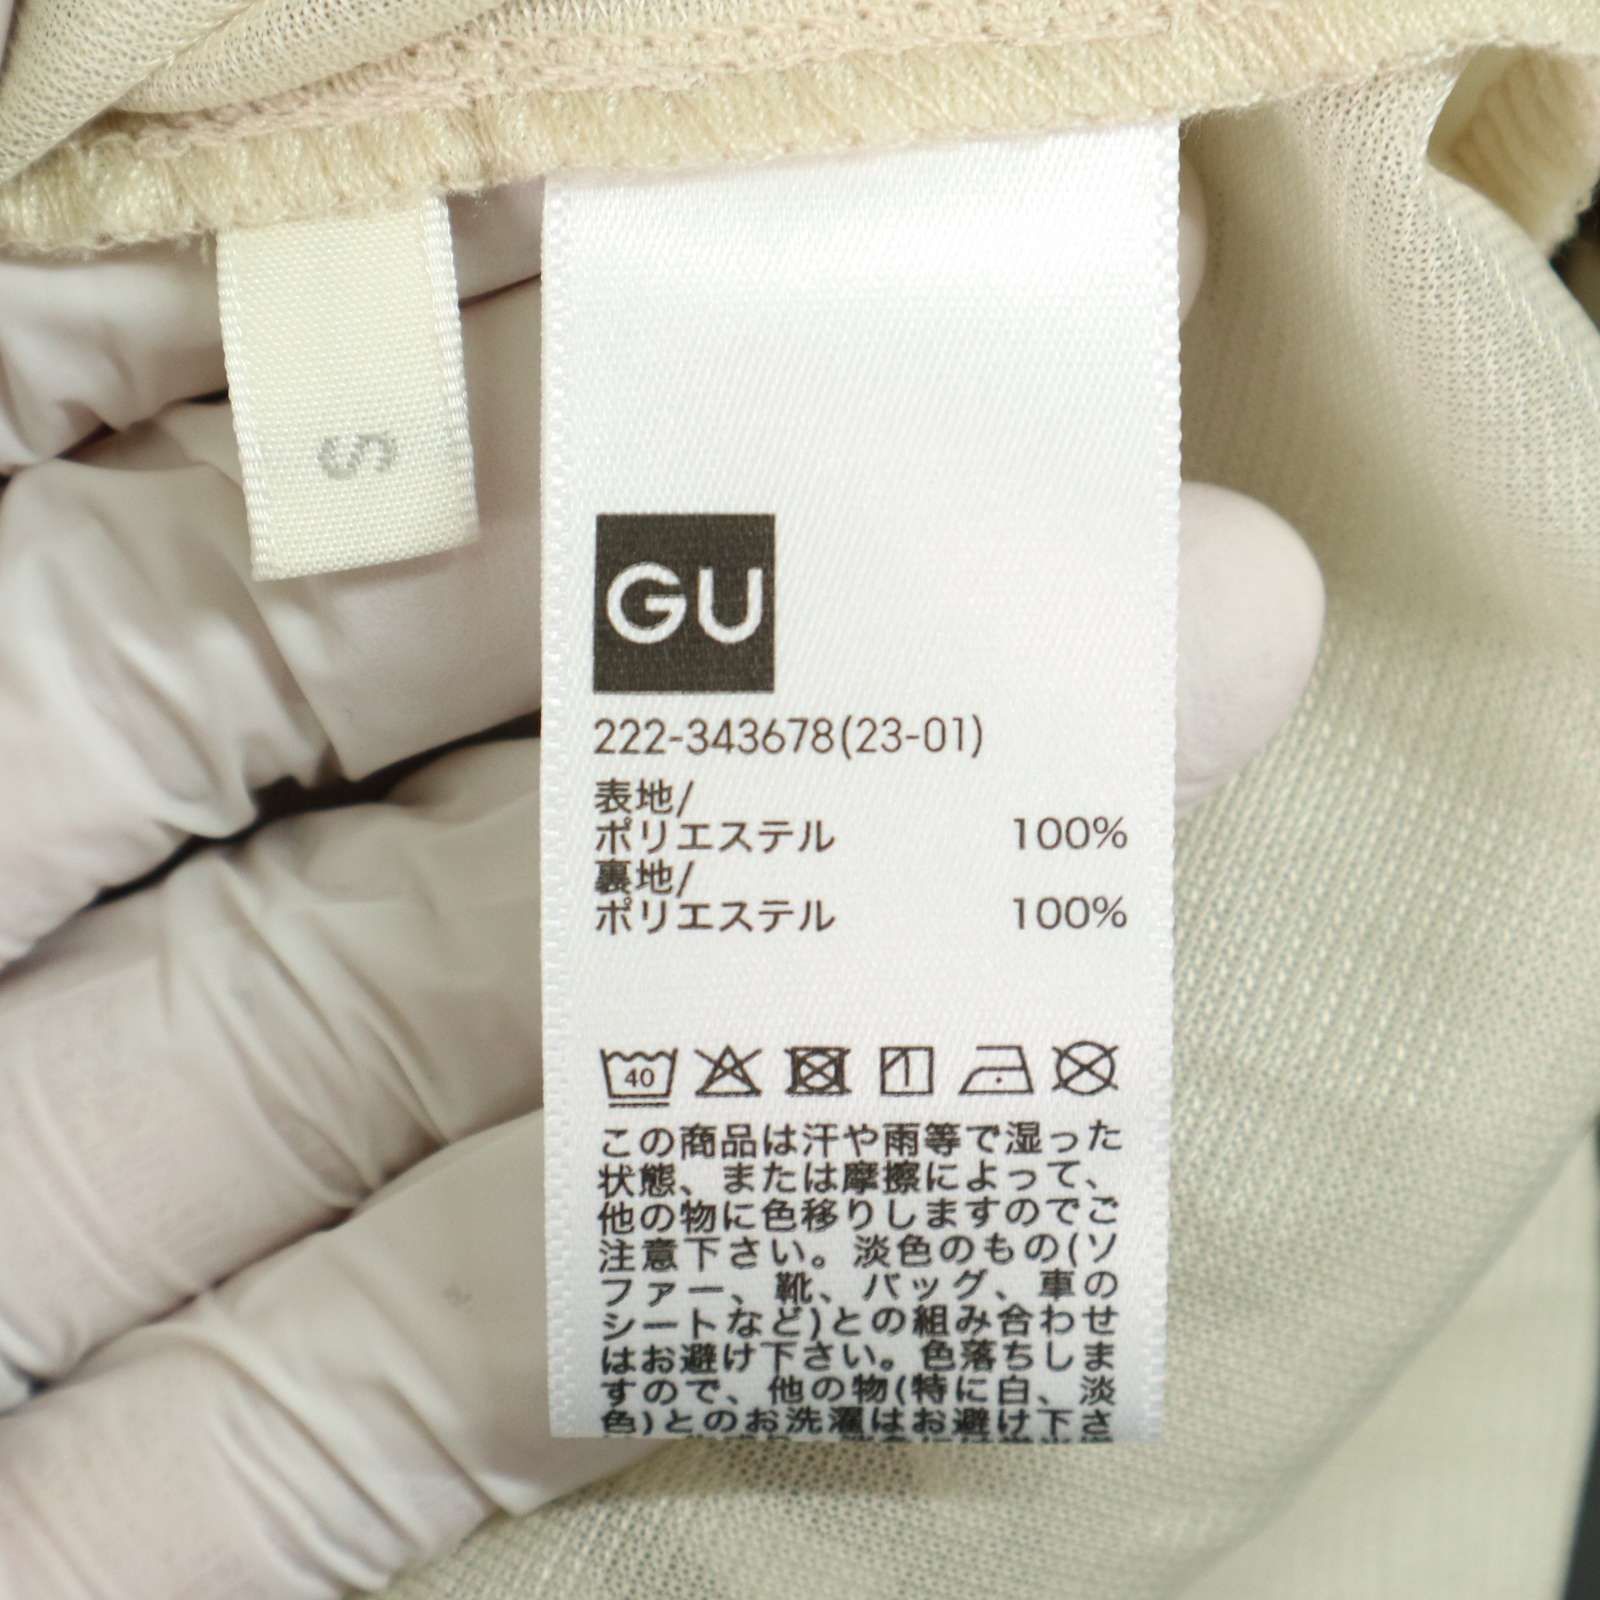 S
GU
222-343678(23-01)
表地/
ポリエステル 100%
裏地/
ポリエステル 100%
40
この商品は汗や雨等で湿った
状態、または摩擦によって、
他の物に色移りしますのでご
注意下さい。淡色のもの(ソ
ファー、靴、バッグ、車の
シートなど)との組み合わせ
はお避け下さい。色落ちしま
すので、他の物(特に白、淡
色)とのお洗濯はお避け下さ